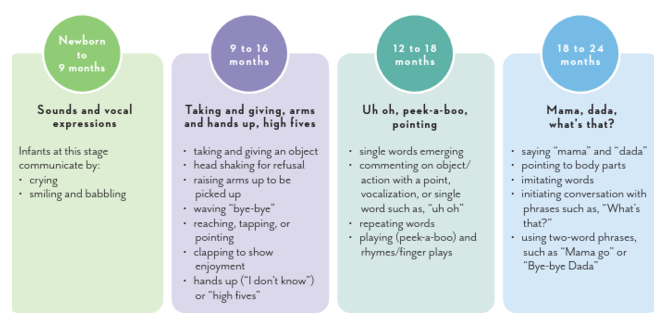 Newborn
to
9 months
Sounds and vocal
expressions
Infants at this stage
communicate by:
• crying
• smiling and babbling
9 to 16
months
Taking and giving, arms
and hands up, high fives
• taking and giving an object
• head shaking for refusal
• raising arms up to be
picked up
• waving “bye-bye”
• reaching, tapping, or
pointing
• clapping to show
enjoyment
• hands up (“I don’t know”)
or “high fives”
12 to 18
months
Uh oh, peek-a-boo,
pointing
• single words emerging
• commenting on object/
action with a point,
vocalization, or single
word such as, “uh oh”
• repeating words
• playing (peek-a-boo) and
rhymes/finger plays
18 to 24
months
Mama, dada,
what’s that?
• saying “mama” and “dada”
• pointing to body parts
• imitating words
• initiating conversation with
phrases such as, “What’s
that?”
• using two-word phrases,
such as “Mama go” or
“Bye-bye Dada”